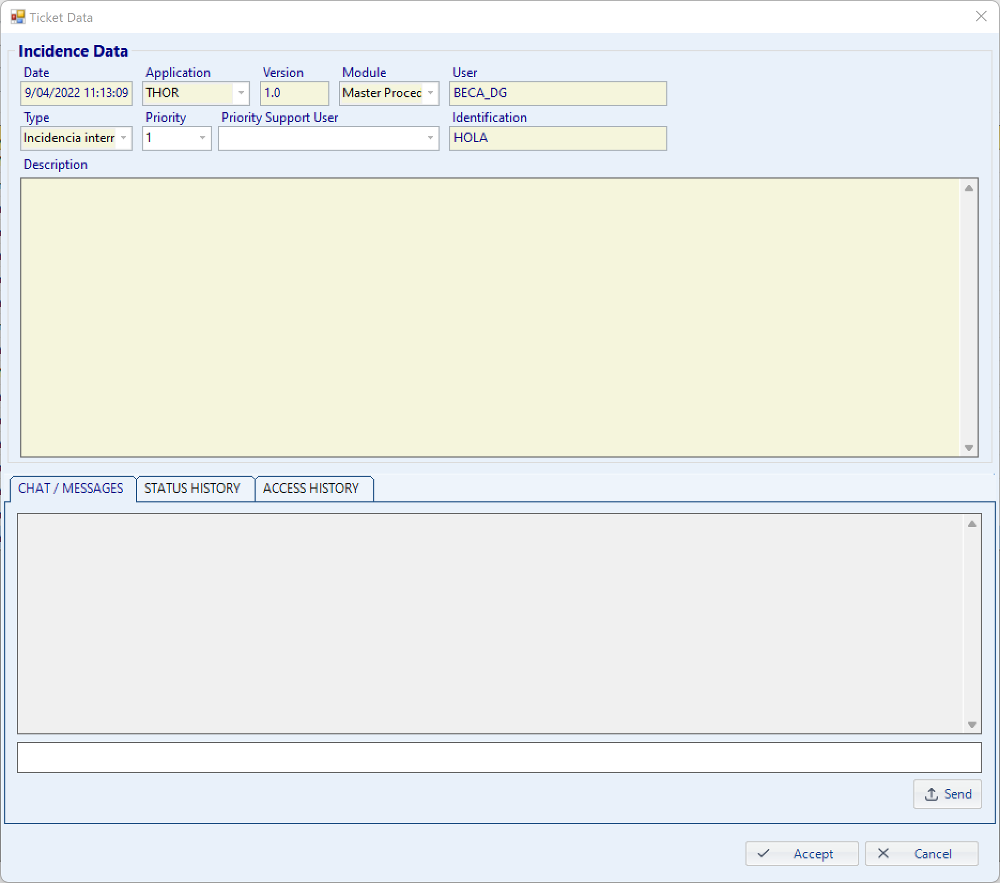 Ticket Data
Incidence Data
Date Application Version Module User
9/04/2022 11:13:09 THOR 1.0 Master Proced BECA_DG
Type Priority Priority Support User Identification
Incidencia interr 1 HOLA
Description
CHAT / MESSAGES STATUS HISTORY ACCESS HISTORY
Send
Accept Cancel